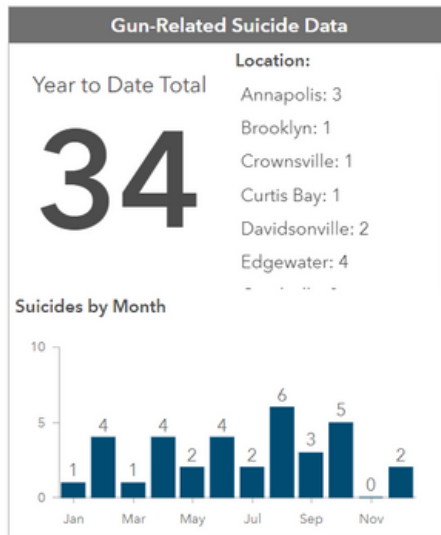 Gun-Related Suicide Data
Year to Date Total
34
Location:
Annapolis: 3
Brooklyn: 1
Crownsville: 1
Curtis Bay: 1
Davidsonville: 2
Edgewater: 4
Suicides by Month
10
5
0
1
4
1
4
2
4
2
6
3
5
0
2
Jan
Mar
May
Jul
Sep
Nov